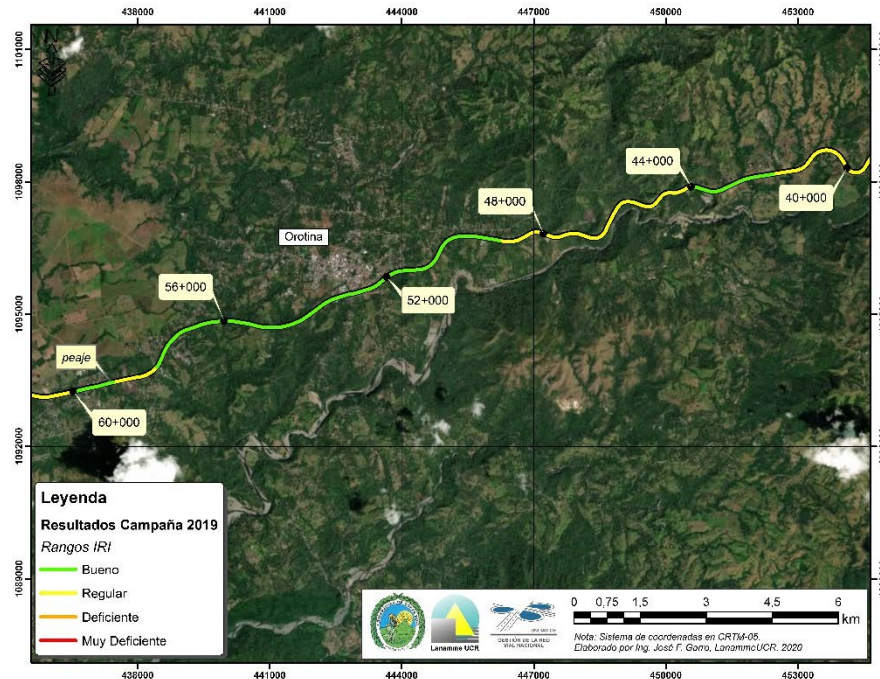 438000 441000 444000 447000 450000 453000
1101000
1098000
1095000
1092000
1089000
44+000
40+000
48+000
Orotina
56+000
52+000
peaje
60+000
Leyenda
Resultados Campaña 2019
Rangos IRI
Bueno
Regular
Deficiente
Muy Deficiente
Lanamme UCR
GESTIÓN DE LA RED
VIAL NACIONAL
0 0,75 1,5 3 4,5 6
km
Nota: Sistema de coordenadas en CRTM-05.
Elaborado por Ing. José F. Garro, LanammeUCR. 2020
438000 441000 444000 447000 450000 453000